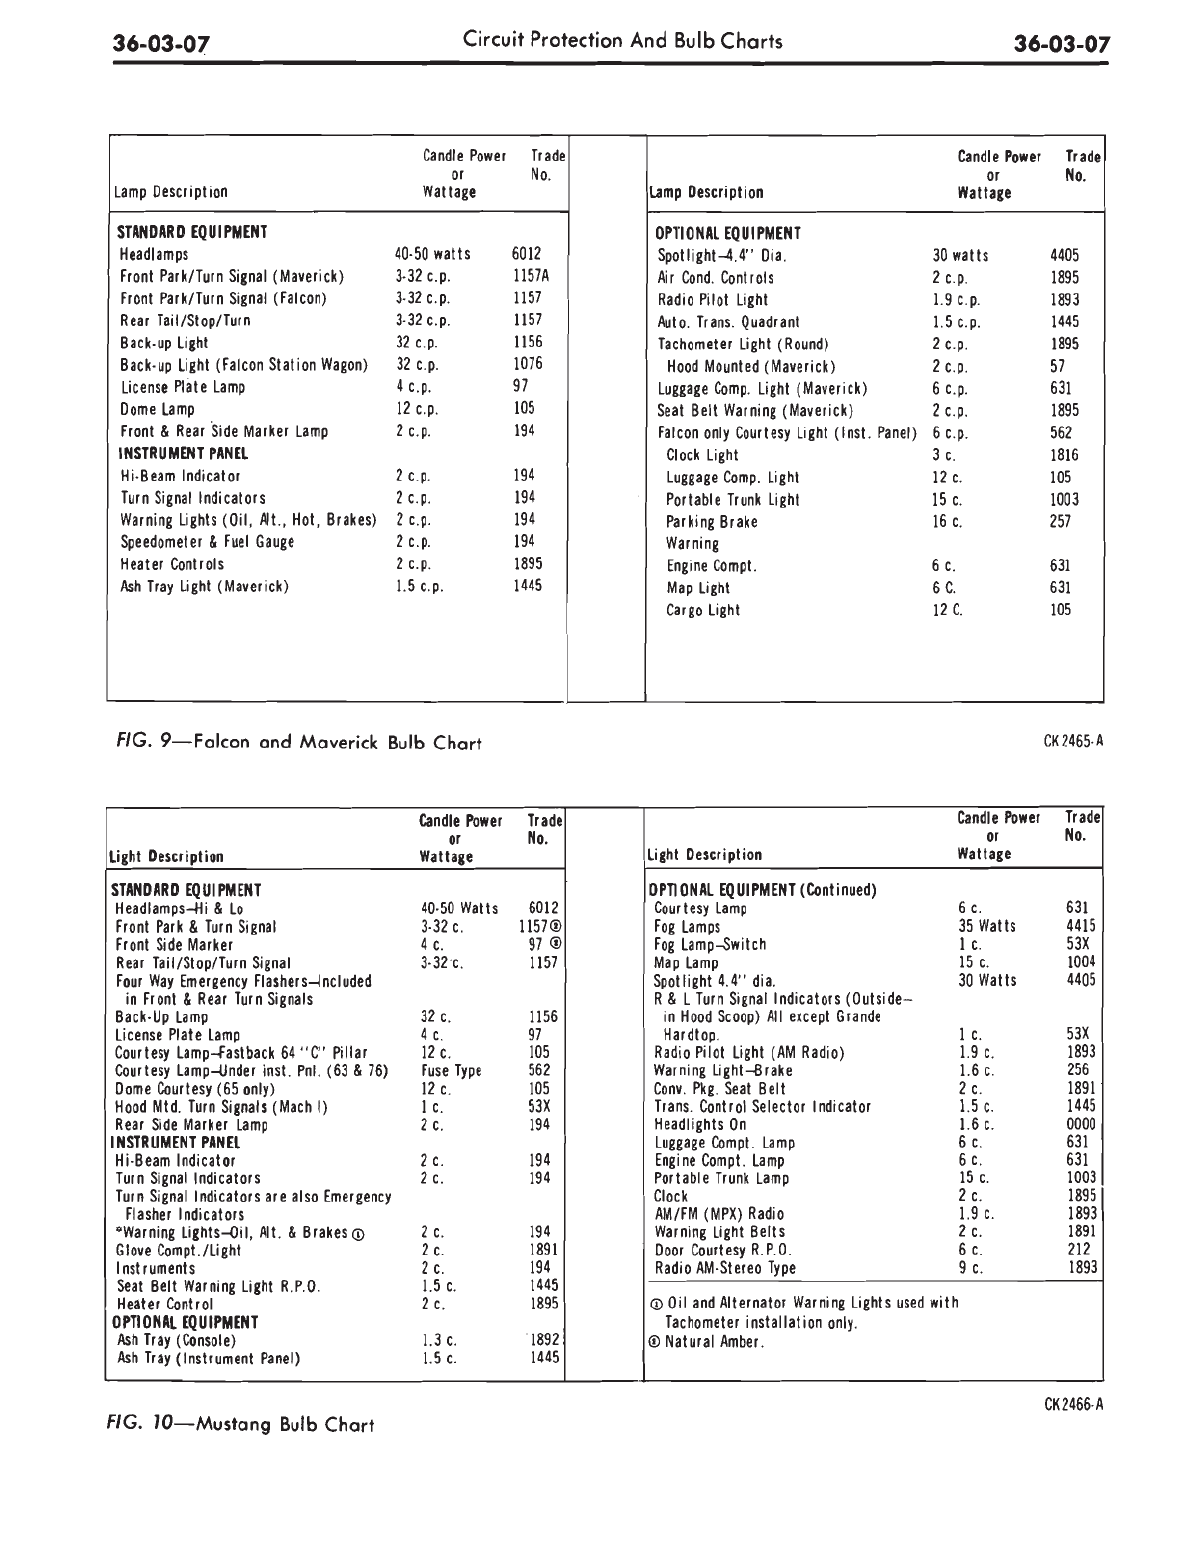 36-03-07 Circuit Protection And Bulb Charts 36-03-07
Candle Power Trade
or No.
Lamp Description Wattage
STANDARD EQUIPMENT
Headlamps 40-50 watts 6012
Front Park/Turn Signal (Maverick) 3-32 c.p. 1157A
Front Park/Turn Signal (Falcon) 3-32 c.p. 1157
Rear Tail/Stop/Turn 3-32 c.p. 1157
Back-up Light 32 c.p. 1156
Back-up Light (Falcon Station Wagon) 32 c.p. 1076
License Plate Lamp 4 c.p. 97
Dome Lamp 12 c.p. 105
Front & Rear Side Marker Lamp 2 c.p. 194
INSTRUMENT PANEL
Hi-Beam Indicator 2 c.p. 194
Turn Signal Indicators 2 c.p. 194
Warning Lights (Oil, Alt., Hot, Brakes) 2 c.p. 194
Speedometer & Fuel Gauge 2 c.p. 194
Heater Controls 2 c.p. 1895
Ash Tray Light (Maverick) 1.5 c.p. 1445
Candle Power Trade
or No.
Lamp Description Wattage
OPTIONAL EQUIPMENT
Spotlight-4.4" Dia. 30 watts 4405
Air Cond. Controls 2 c.p. 1895
Radio Pilot Light 1.9 c.p. 1893
Auto. Trans. Quadrant 1.5 c.p. 1445
Tachometer Light (Round) 2 c.p. 1895
Hood Mounted (Maverick) 2 c.p. 57
Luggage Comp. Light (Maverick) 6 c.p. 631
Seat Belt Warning (Maverick) 2 c.p. 1895
Falcon only Courtesy Light (Inst. Panel) 6 c.p. 562
Clock Light 3 c. 1816
Luggage Comp. Light 12 c. 105
Portable Trunk Light 15 c. 1003
Parking Brake 16 c. 257
Warning
Engine Compt. 6 c. 631
Map Light 6 C. 631
Cargo Light 12 C. 105
FIG. 9—Falcon and Maverick Bulb Chart CK2465-A
Candle Power Trade
or No.
Light Description Wattage
STANDARD EQUIPMENT
Headlamps-Hi & Lo 40-50 Watts 6012
Front Park & Turn Signal 3-32 c. 1157②
Front Side Marker 4 c. 97 ②
Rear Tail/Stop/Turn Signal 3-32 c. 1157
Four Way Emergency Flashers-Included
in Front & Rear Turn Signals
Back-Up Lamp 32 c. 1156
License Plate Lamp 4 c. 97
Courtesy Lamp-Fastback 64 "C" Pillar 12 c. 105
Courtesy Lamp-Under inst. Pnl. (63 & 76) Fuse Type 562
Dome Courtesy (65 only) 12 c. 105
Hood Mtd. Turn Signals (Mach I) 1 c. 53X
Rear Side Marker Lamp 2 c. 194
INSTRUMENT PANEL
Hi-Beam Indicator 2 c. 194
Turn Signal Indicators 2 c. 194
Turn Signal Indicators are also Emergency
Flasher Indicators
*Warning Lights-Oil, Alt. & Brakes ① 2 c. 194
Glove Compt./Light 2 c. 1891
Instruments 2 c. 194
Seat Belt Warning Light R.P.O. 1.5 c. 1445
Heater Control 2 c. 1895
OPTIONAL EQUIPMENT
Ash Tray (Console) 1.3 c. 1892
Ash Tray (Instrument Panel) 1.5 c. 1445
Candle Power Trade
or No.
Light Description Wattage
OPTIONAL EQUIPMENT (Continued)
Courtesy Lamp 6 c. 631
Fog Lamps 35 Watts 4415
Fog Lamp-Switch 1 c. 53X
Map Lamp 15 c. 1004
Spotlight 4.4" dia. 30 Watts 4405
R & L Turn Signal Indicators (Outside-
in Hood Scoop) All except Grande
Hardtop. 1 c. 53X
Radio Pilot Light (AM Radio) 1.9 c. 1893
Warning Light-Brake 1.6 c. 256
Conv. Pkg. Seat Belt 2 c. 1891
Trans. Control Selector Indicator 1.5 c. 1445
Headlights On 1.6 c. 0000
Luggage Compt. Lamp 6 c. 631
Engine Compt. Lamp 6 c. 631
Portable Trunk Lamp 15 c. 1003
Clock 2 c. 1895
AM/FM (MPX) Radio 1.9 c. 1893
Warning Light Belts 2 c. 1891
Door Courtesy R.P.O. 6 c. 212
Radio AM-Stereo Type 9 c. 1893
① Oil and Alternator Warning Lights used with
Tachometer installation only.
② Natural Amber.
CK2466-A
FIG. 10—Mustang Bulb Chart